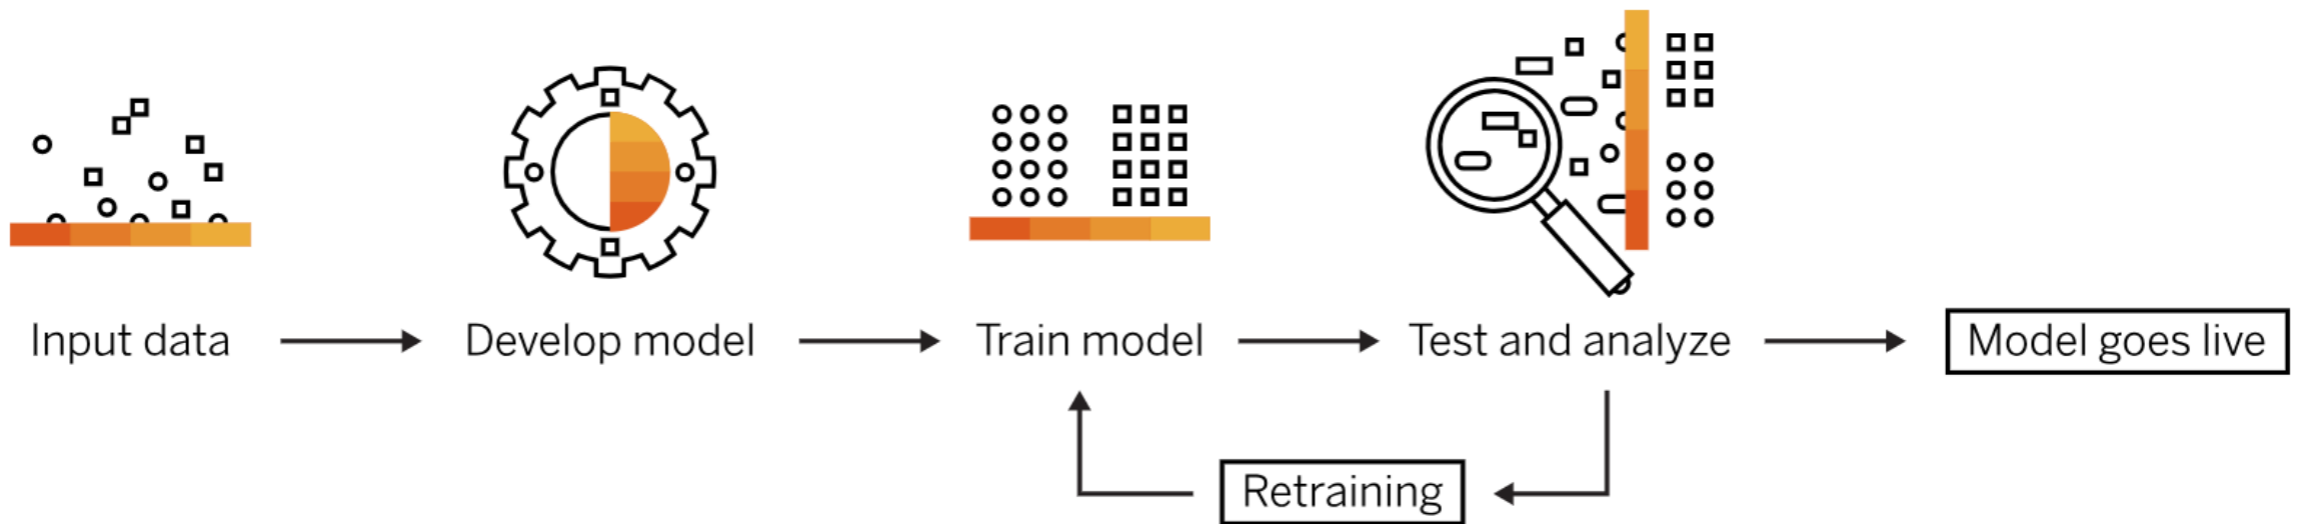 Input data
Develop model
Train model
Test and analyze
Model goes live
Retraining